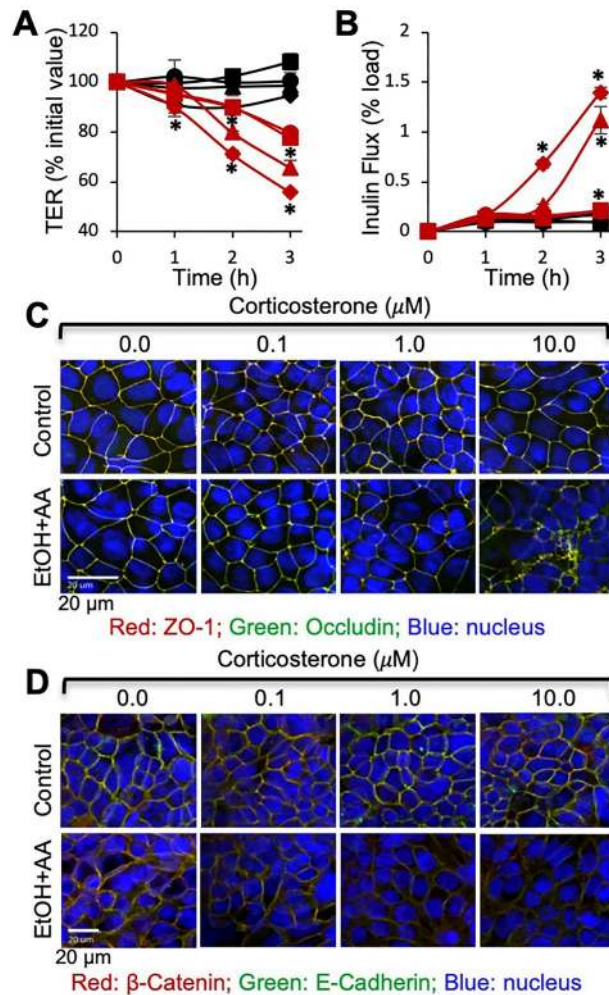 A
TER (% initial value)
120
100
80
60
40
*
*
*
*
*
0 1 2 3
Time (h)
B
Inulin Flux (% load)
2
1.5
1
0.5
0
*
*
*
*
0 1 2 3
Time (h)
C
Corticosterone (μM)
0.0 0.1 1.0 10.0
Control
EtOH+AA
20 um
20 μm
Red: ZO-1; Green: Occludin; Blue: nucleus
D
Corticosterone (μM)
0.0 0.1 1.0 10.0
Control
EtOH+AA
20 um
20 μm
Red: β-Catenin; Green: E-Cadherin; Blue: nucleus